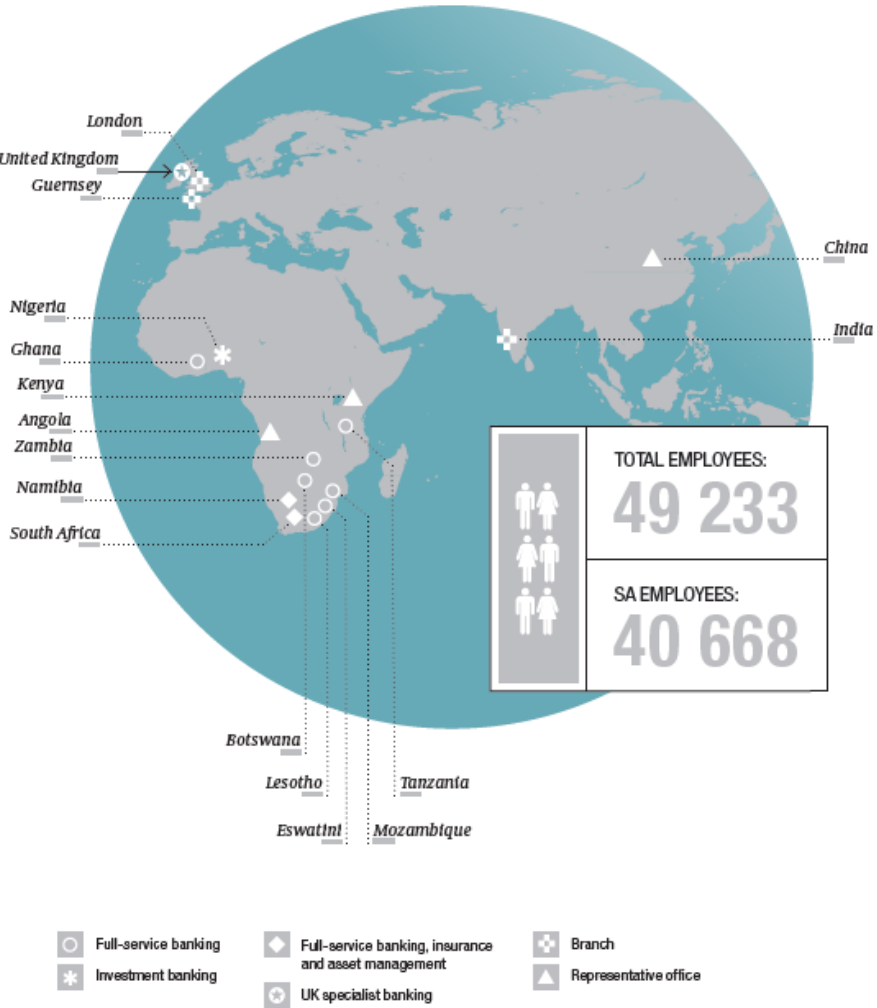 London
United Kingdom
Guernsey
China
Nigeria
India
Ghana
Kenya
Angola
Zambia
Namibia
South Africa
TOTAL EMPLOYEES:
49 233
SA EMPLOYEES:
40 668
Botswana
Lesotho
Tanzania
Eswatini
Mozambique
Full-service banking
Investment banking
Full-service banking, insurance
and asset management
UK specialist banking
Branch
Representative office